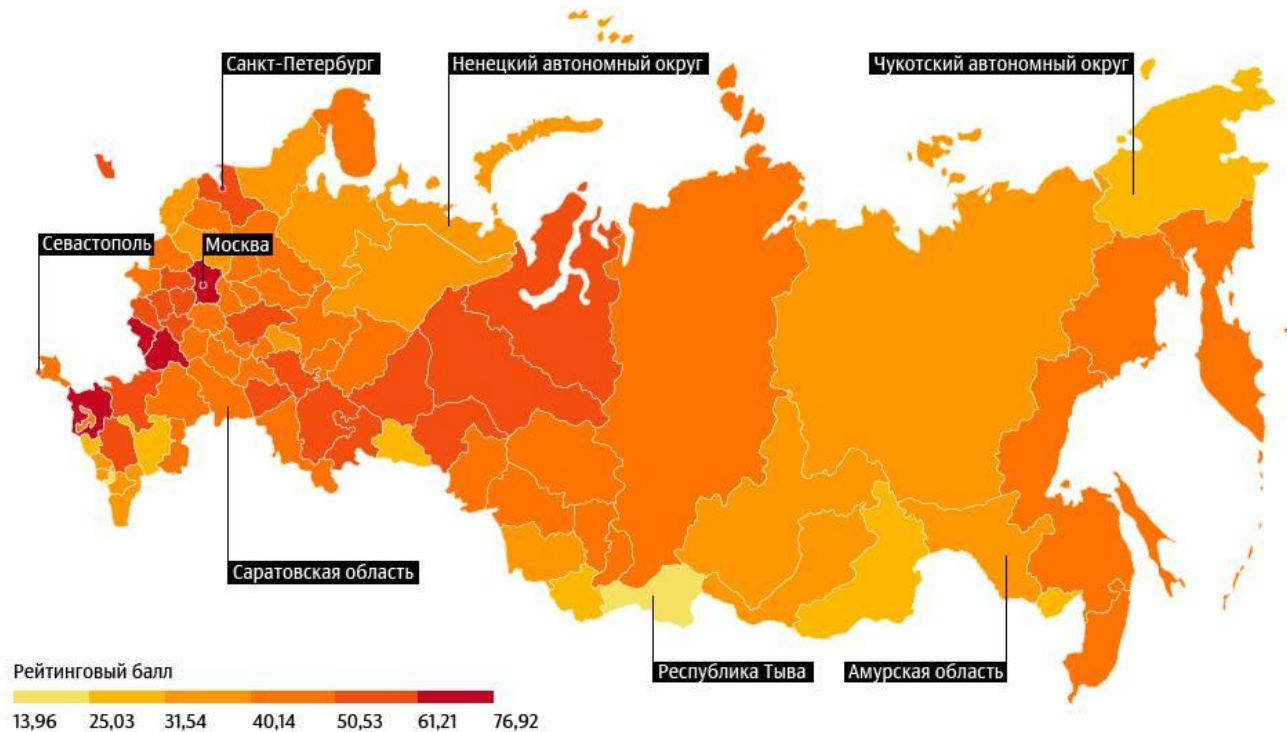 Санкт-Петербург
Ненецкий автономный округ
Чукотский автономный округ
Севастополь
Москва
Саратовская область
Республика Тыва
Амурская область
Рейтинговый балл
13,96 25,03 31,54 40,14 50,53 61,21 76,92